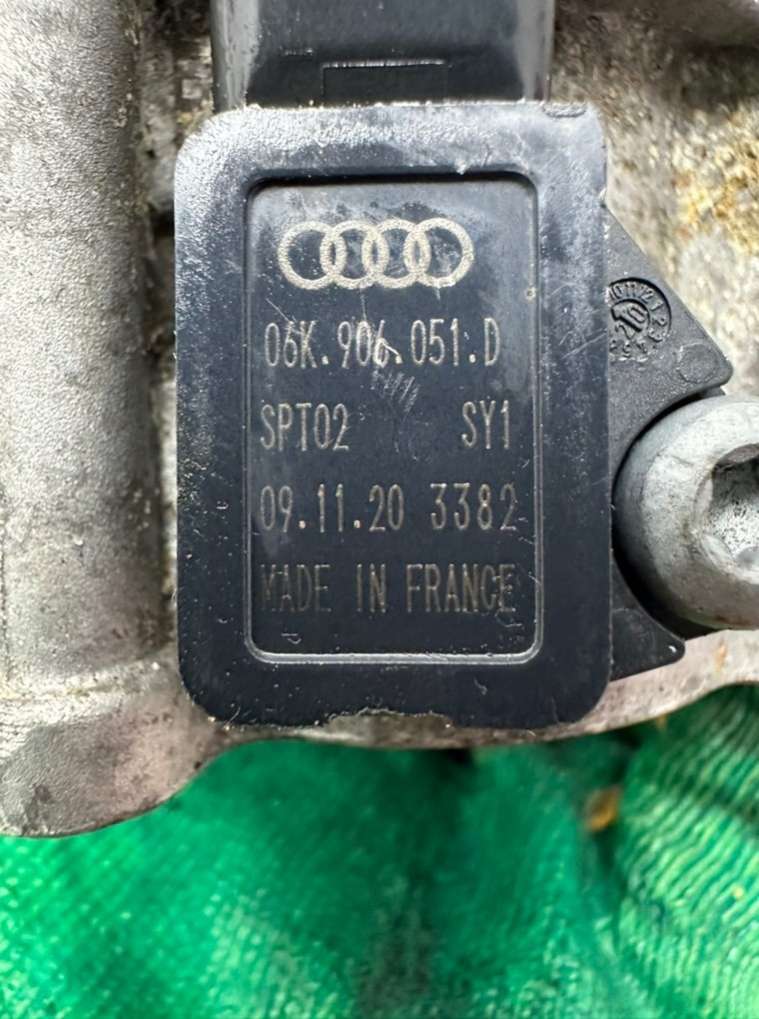 06K.906.051.D
SPT02 SY1
09.11.20 3382
MADE IN FRANCE